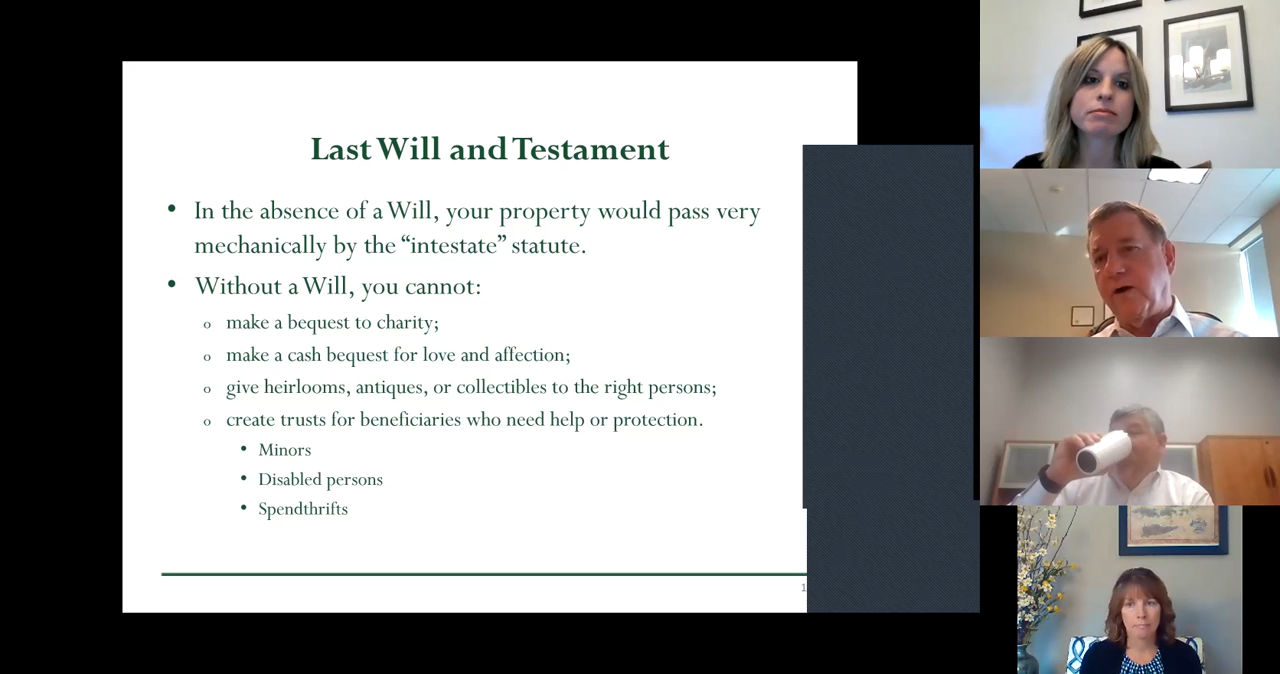 Last Will and Testament
• In the absence of a Will, your property would pass very
mechanically by the “intestate” statute.
• Without a Will, you cannot:
o make a bequest to charity;
o make a cash bequest for love and affection;
o give heirlooms, antiques, or collectibles to the right persons;
o create trusts for beneficiaries who need help or protection.
• Minors
• Disabled persons
• Spendthrifts
1